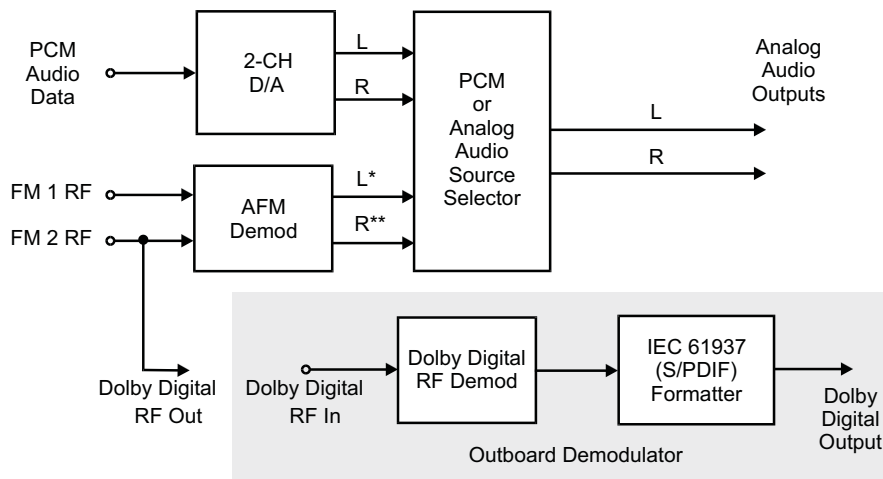 PCM
Audio
Data
2-CH
D/A
L
R
PCM
or
Analog
Audio
Source
Selector
Analog
Audio
Outputs
L
R
FM 1 RF
FM 2 RF
AFM
Demod
L*
R**
Dolby Digital
RF Out
Dolby Digital
RF In
Dolby Digital
RF Demod
IEC 61937
(S/PDIF)
Formatter
Dolby
Digital
Output
Outboard Demodulator